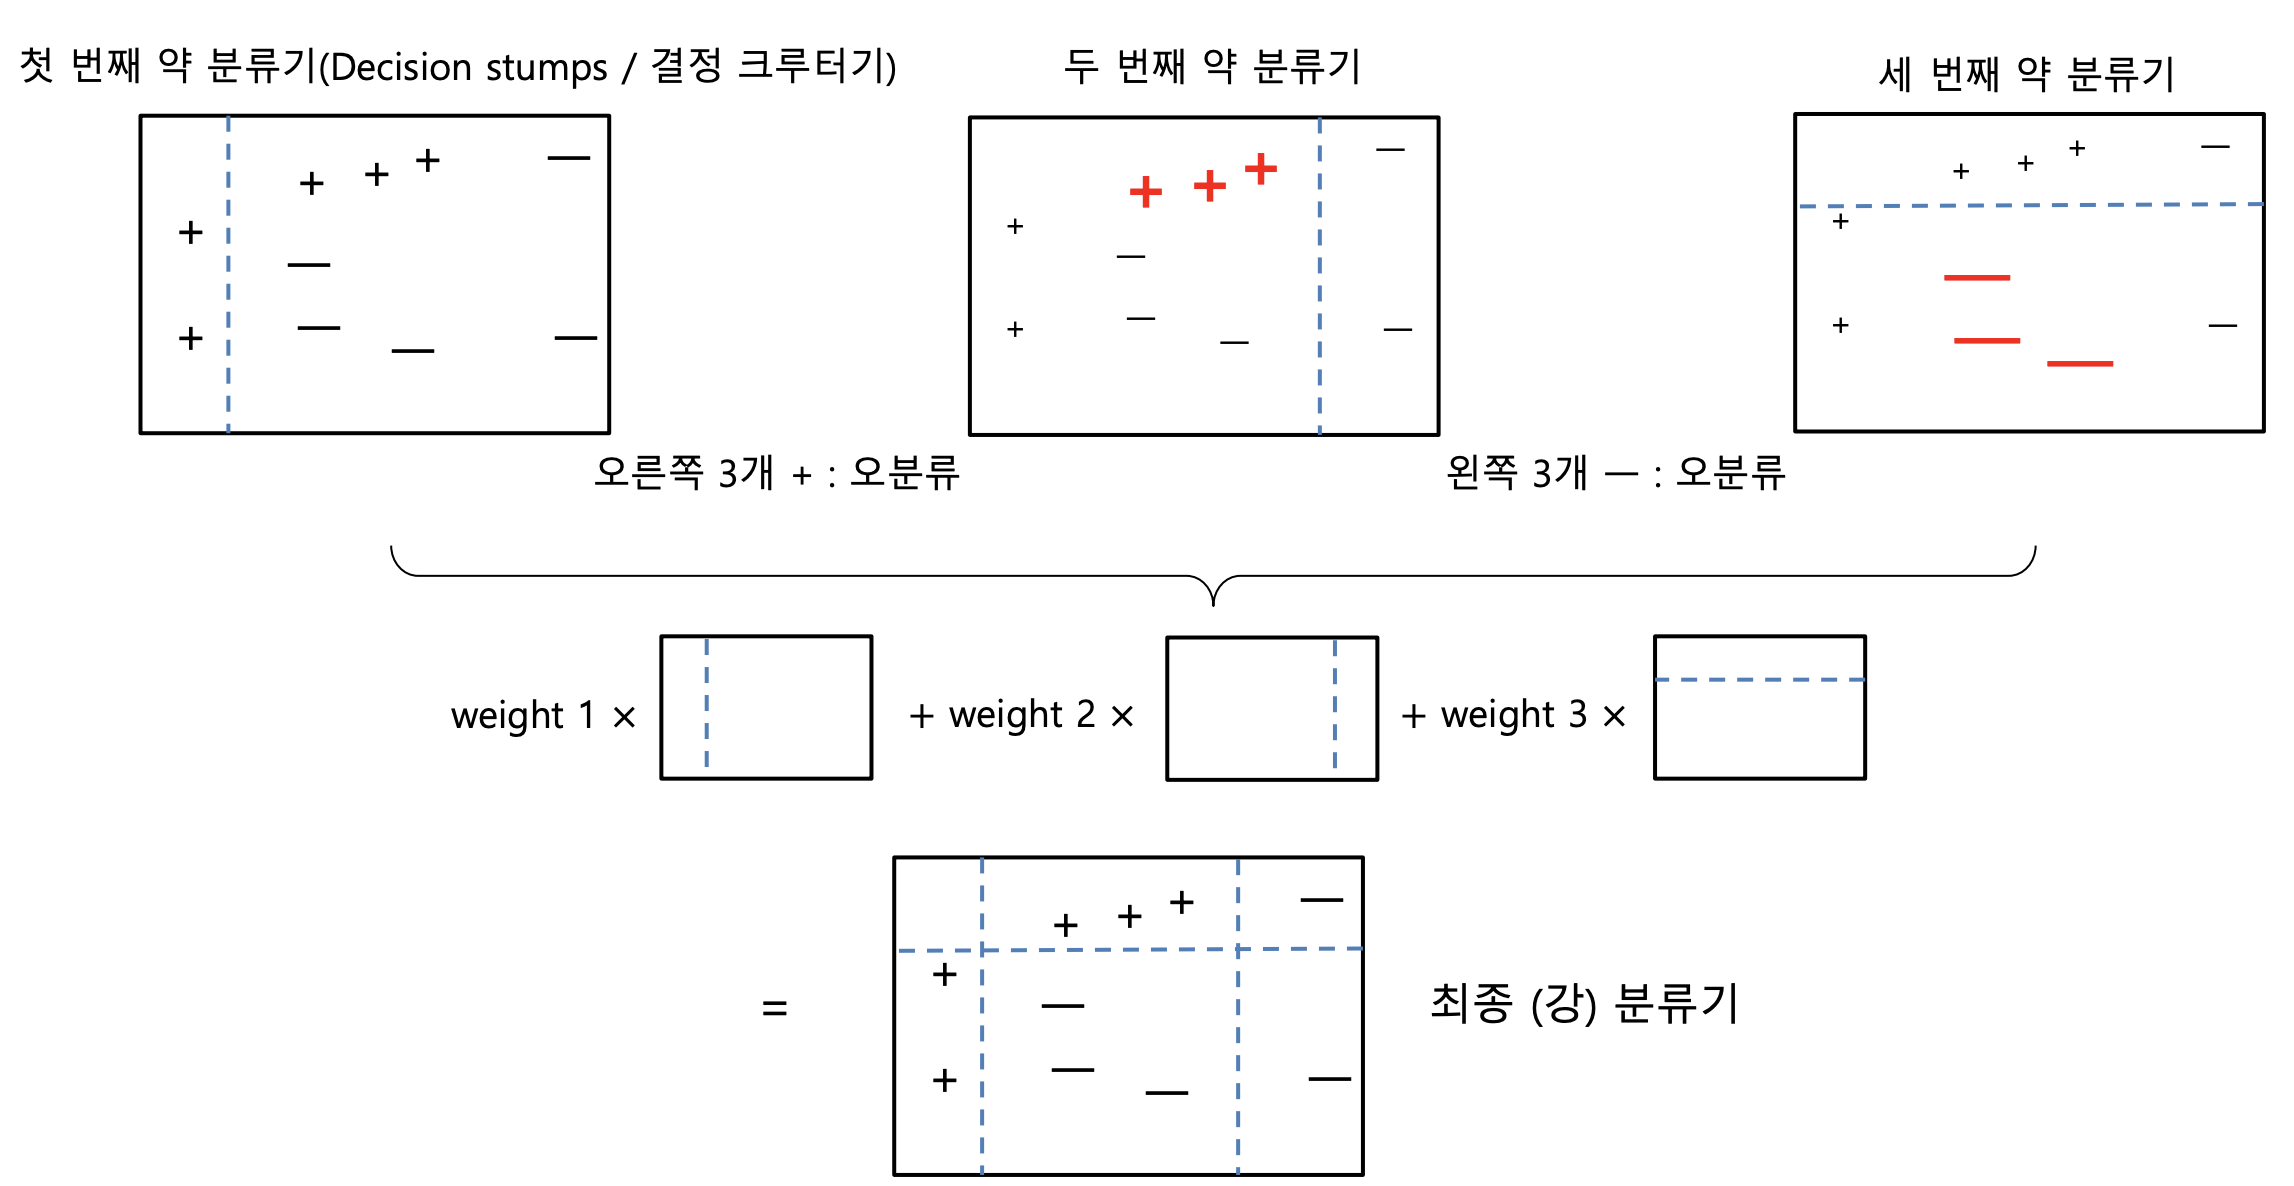 첫 번째 약 분류기(Decision stumps / 결정 크루터기)
두 번째 약 분류기
세 번째 약 분류기
오른쪽 3개 + : 오분류
왼쪽 3개 — : 오분류
weight 1 ×
+ weight 2 ×
+ weight 3 ×
=
최종 (강) 분류기